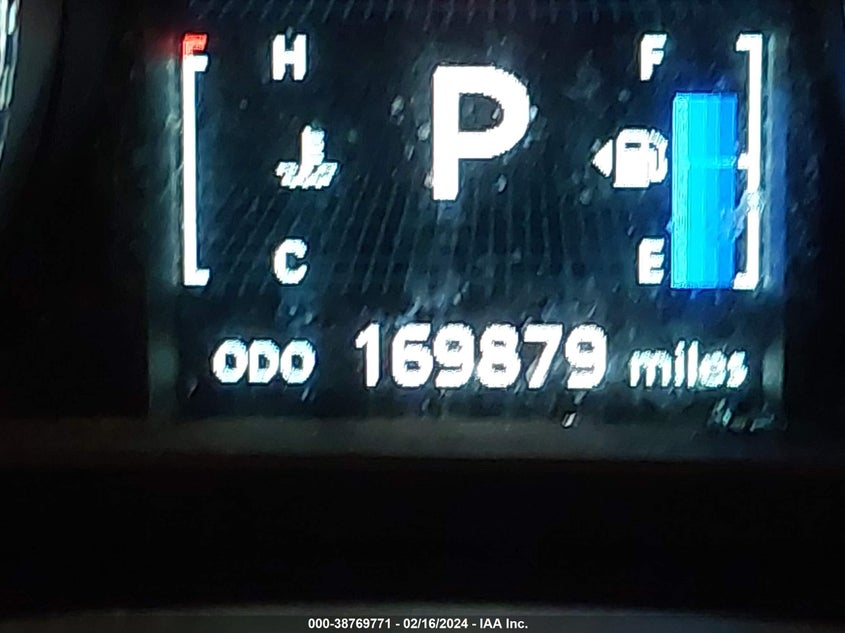 H P F
C E
ODO 169879 miles
000-38769771 - 02/16/2024 - IAA Inc.